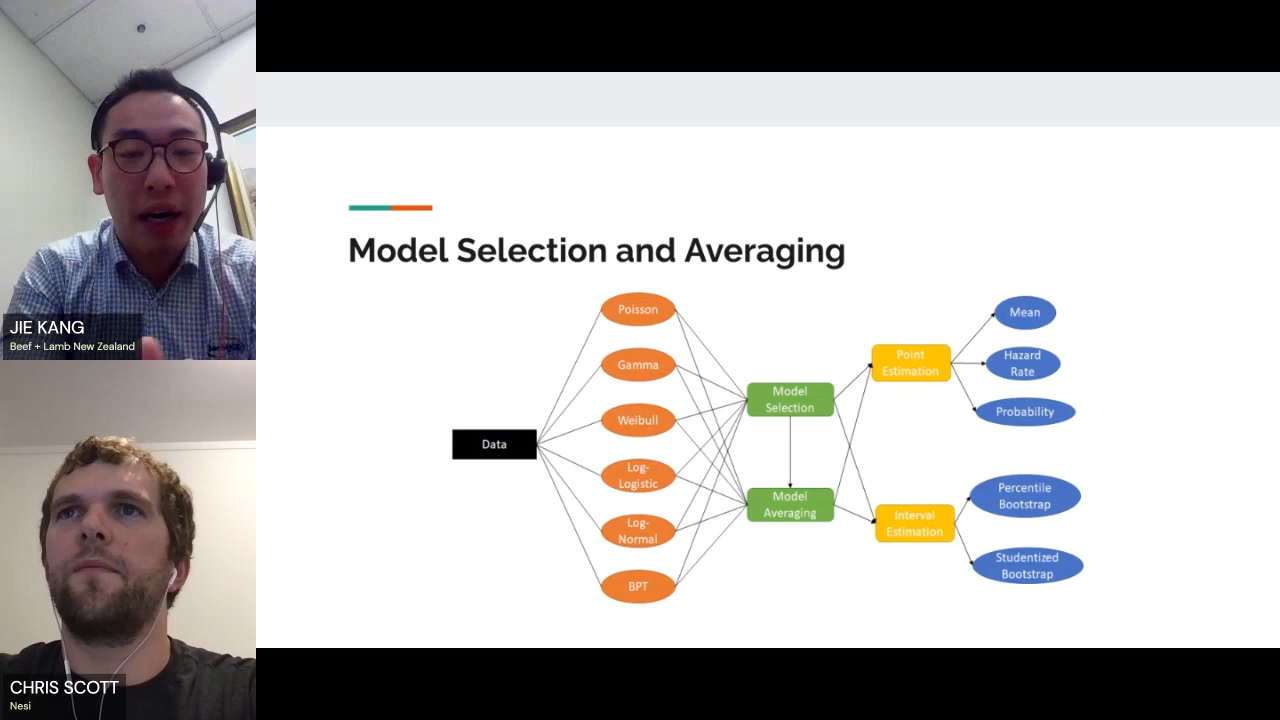 JIE KANG
Beef + Lamb New Zealand
CHRIS SCOTT
Nesi
Model Selection and Averaging
Data
Poisson
Gamma
Weibull
Log-
Logistic
Log-
Normal
BPT
Model
Selection
Model
Averaging
Point
Estimation
Interval
Estimation
Mean
Hazard
Rate
Probability
Percentile
Bootstrap
Studentized
Bootstrap